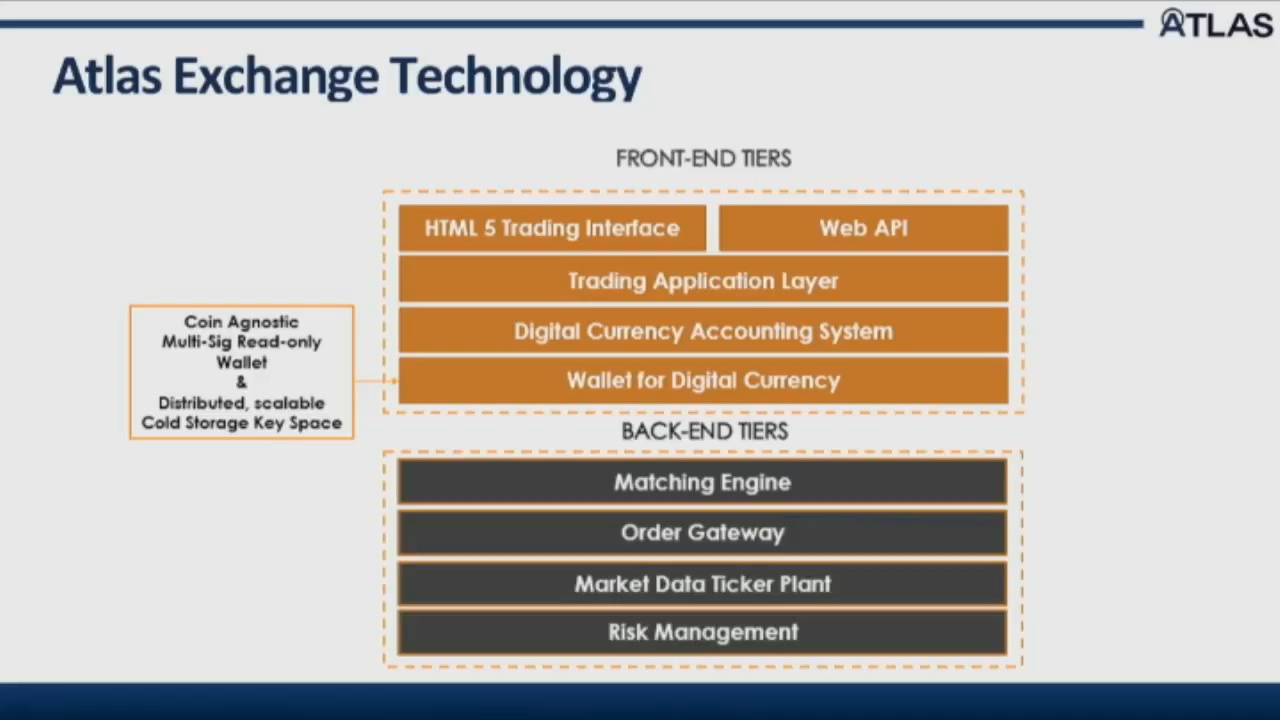 ATLAS
Atlas Exchange Technology
FRONT-END TIERS
HTML 5 Trading Interface
Web API
Trading Application Layer
Digital Currency Accounting System
Wallet for Digital Currency
Coin Agnostic
Multi-Sig Read-only
Wallet
&
Distributed, scalable
Cold Storage Key Space
BACK-END TIERS
Matching Engine
Order Gateway
Market Data Ticker Plant
Risk Management